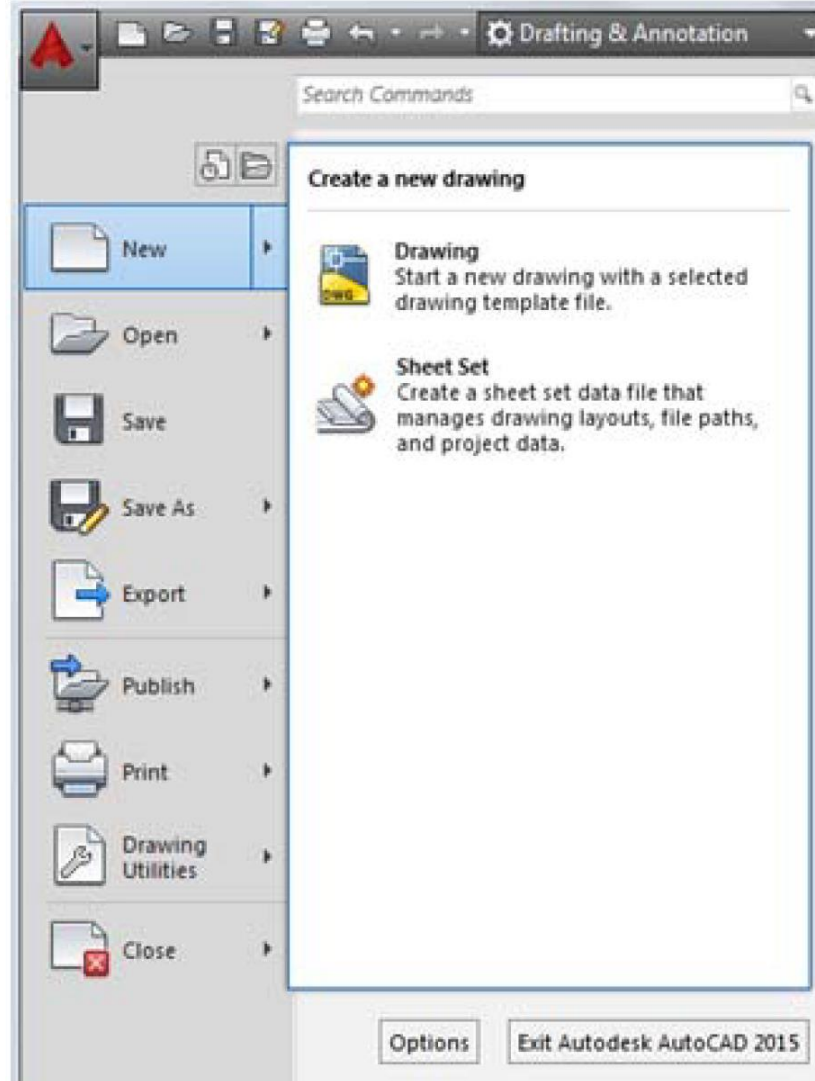 Drafting & Annotation
Search Commands
Create a new drawing
New
Open
Save
Save As
Export
Publish
Print
Drawing
Utilities
Close
Drawing
Start a new drawing with a selected
drawing template file.
DWG
Sheet Set
Create a sheet set data file that
manages drawing layouts, file paths,
and project data.
Options
Exit Autodesk AutoCAD 2015